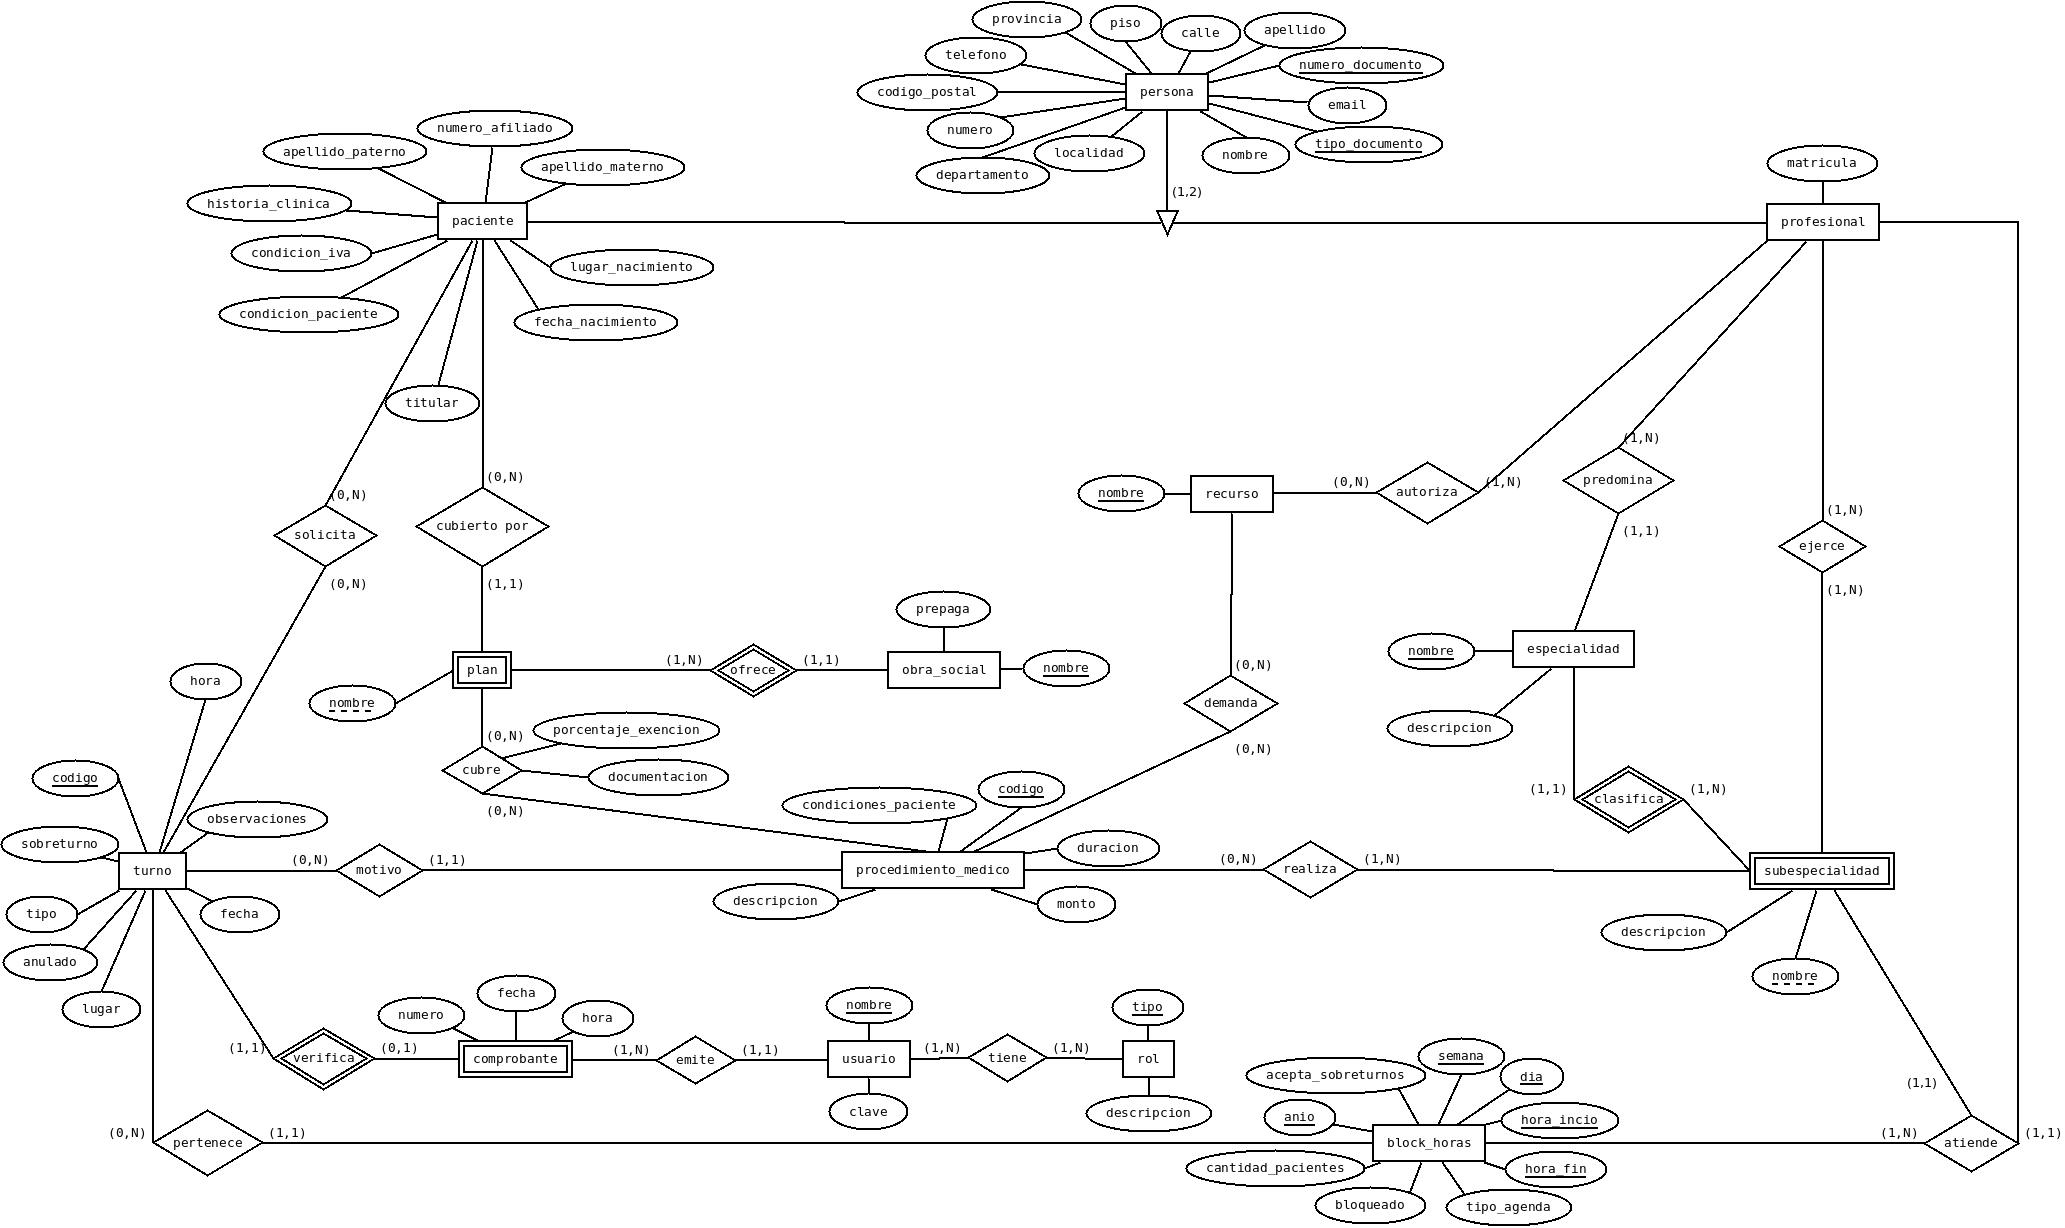 provincia
piso
calle
apellido
telefono
numero_documento
codigo_postal
persona
email
numero
localidad
nombre
tipo_documento
departamento
(1,2)
numero_afiliado
apellido_paterno
apellido_materno
historia_clinica
paciente
condicion_iva
lugar_nacimiento
condicion_paciente
fecha_nacimiento
titular
matricula
profesional
(0,N)
solicita
(0,N)
(0,N)
cubierto por
(1,1)
nombre
recurso
(0,N)
autoriza
(1,N)
(1,N)
predomina
(1,1)
(1,N)
ejerce
(1,N)
prepaga
plan
(1,N)
ofrece
(1,1)
obra_social
nombre
nombre
(0,N)
demanda
(0,N)
nombre
especialidad
descripcion
(1,1)
clasifica
(1,N)
hora
(0,N)
porcentaje_exencion
cubre
documentacion
(0,N)
codigo
observaciones
sobreturno
turno
(0,N)
motivo
(1,1)
condiciones_paciente
codigo
duracion
procedimiento_medico
descripcion
monto
(0,N)
realiza
(1,N)
subespecialidad
descripcion
nombre
tipo
fecha
anulado
lugar
(1,1)
verifica
(0,1)
numero
fecha
hora
comprobante
(1,N)
emite
(1,1)
nombre
usuario
clave
(1,N)
tiene
(1,N)
tipo
rol
descripcion
(0,N)
pertenece
(1,1)
acepta_sobreturnos
semana
dia
anio
hora_incio
block_horas
cantidad_pacientes
hora_fin
bloqueado
tipo_agenda
(1,1)
(1,N)
atiende
(1,1)